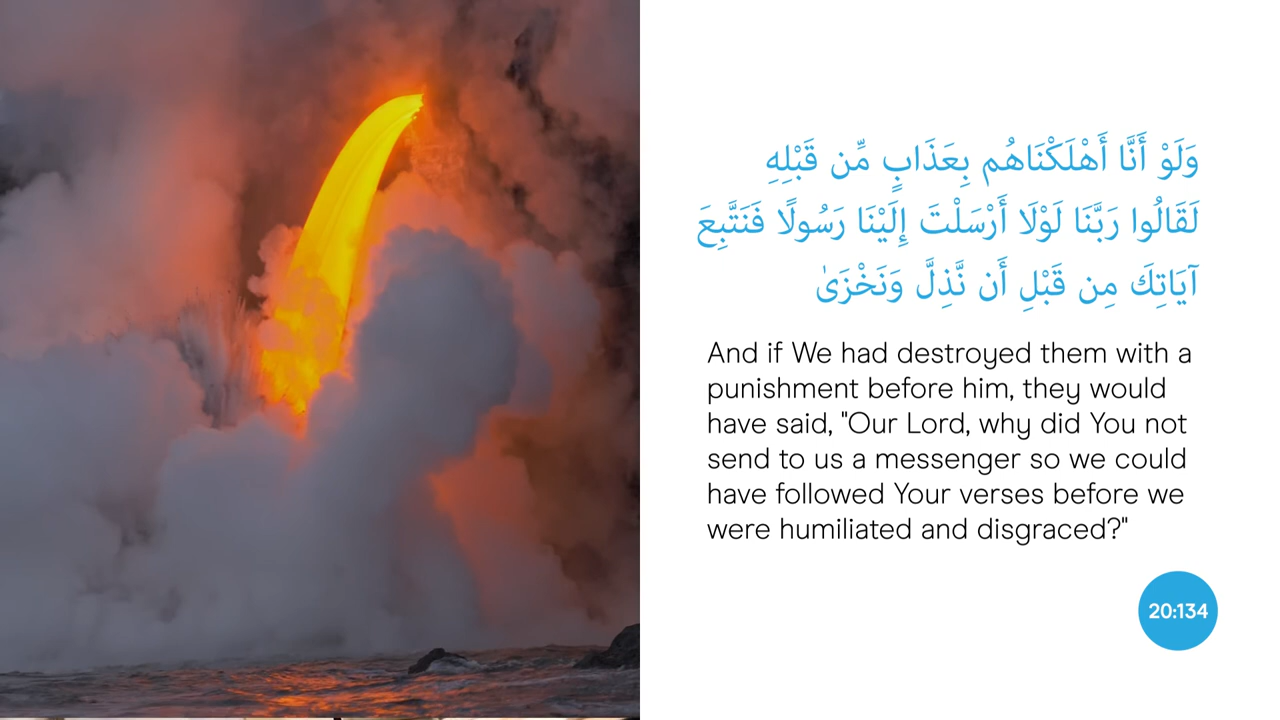 وَلَوْ أَنَّا أَهْلَكْنَاهُم بِعَذَابٍ مِّن قَبْلِهِ
لَقَالُوا رَبَّنَا لَوْلَا أَرْسَلْتَ إِلَيْنَا رَسُولًا فَنَتَّبِعَ
آيَاتِكَ مِن قَبْلِ أَن نَّذِلَّ وَنَخْزَىٰ
And if We had destroyed them with a
punishment before him, they would
have said, "Our Lord, why did You not
send to us a messenger so we could
have followed Your verses before we
were humiliated and disgraced?"
20:134